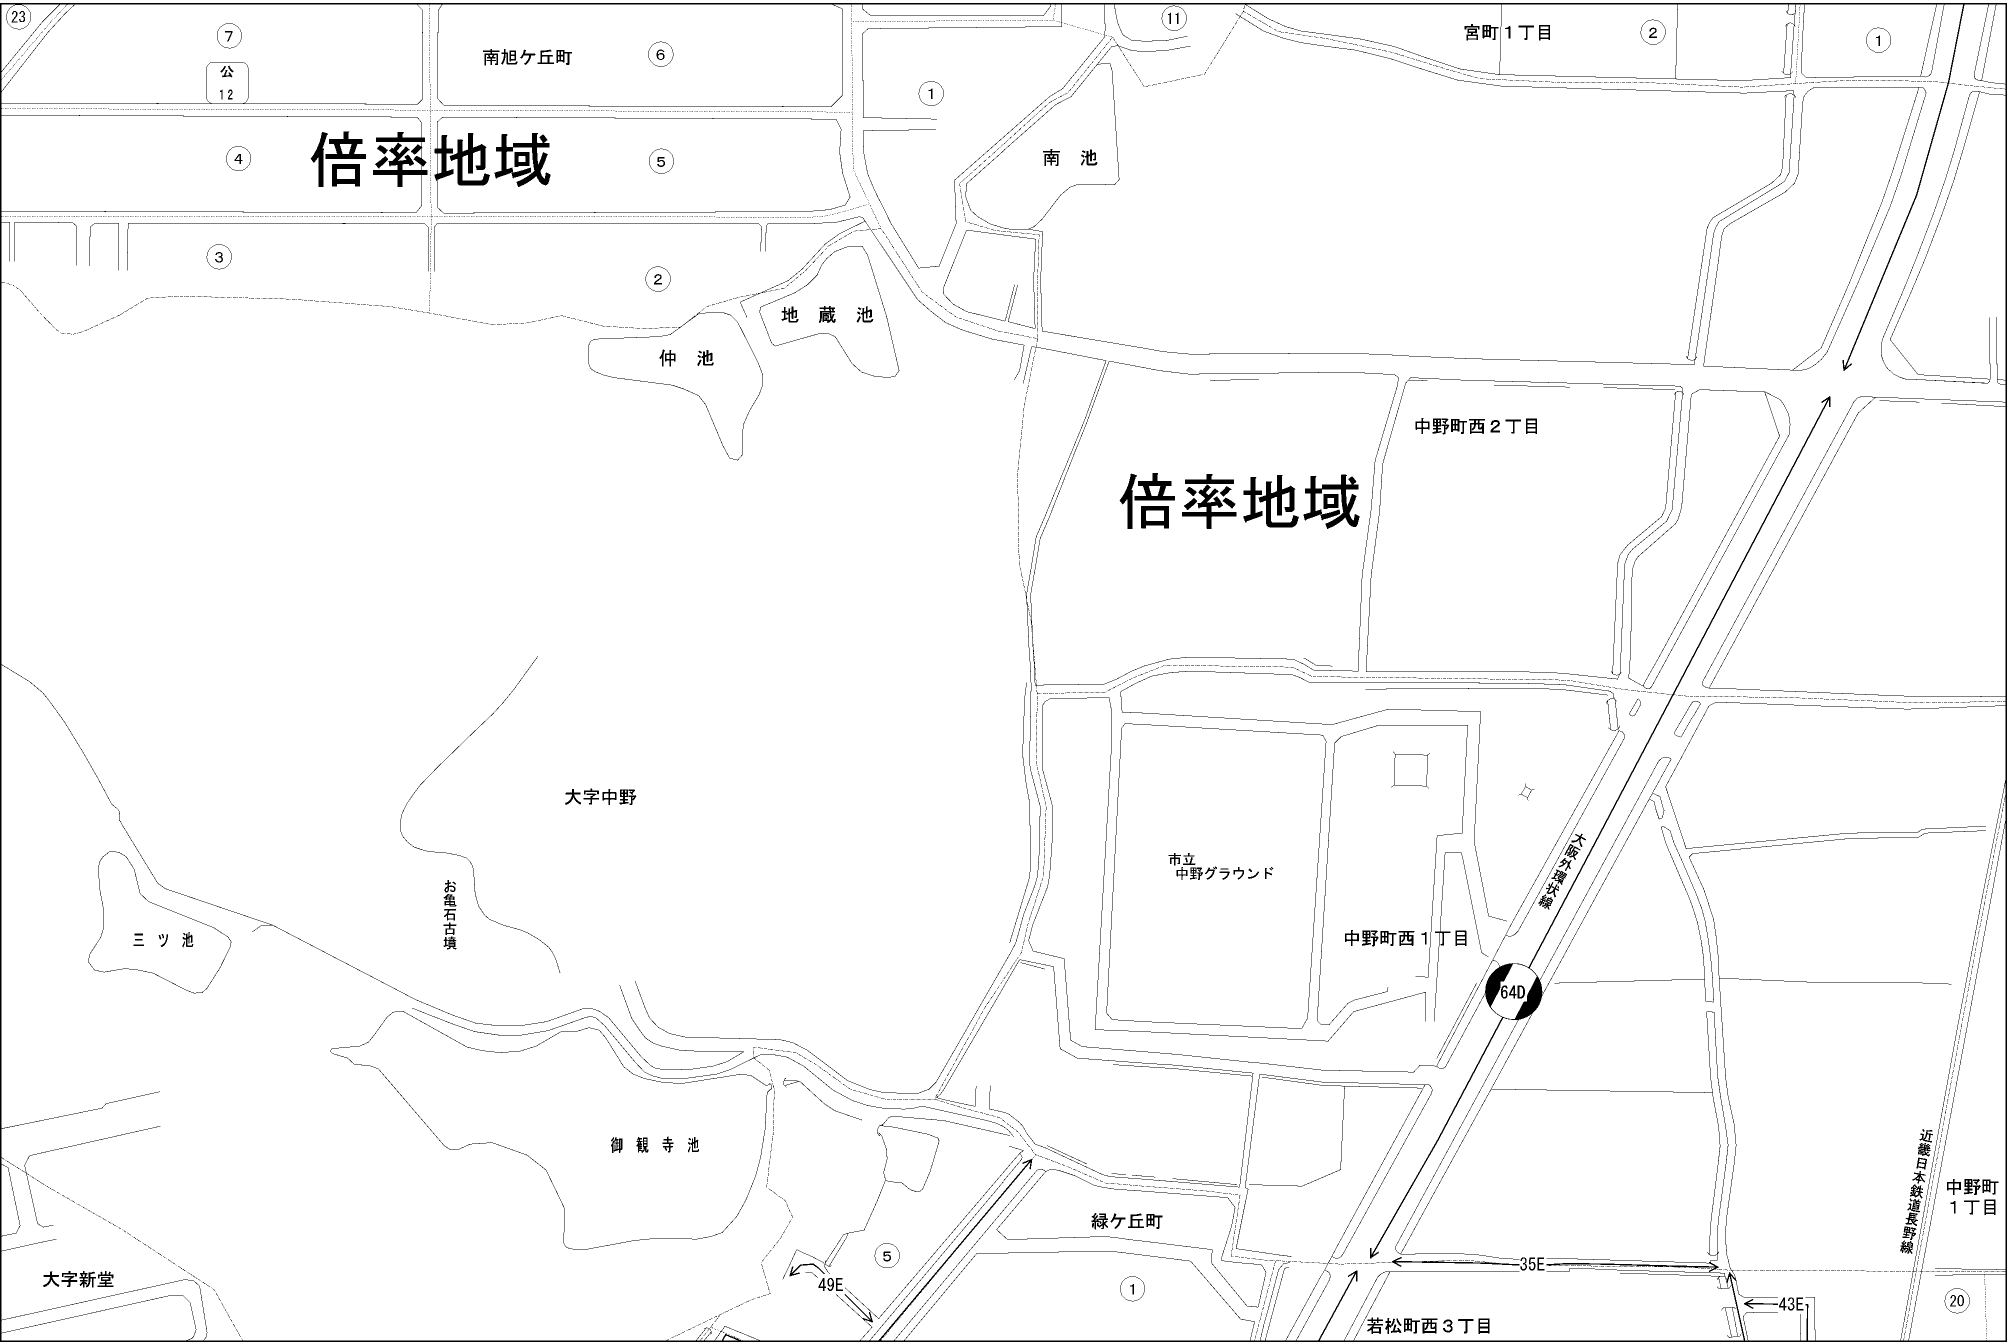 23
7
公
12
南旭ケ丘町
6
11
宮町1丁目
2
1
1
4
倍率地域
5
南 池
3
2
地 蔵 池
仲 池
中野町西2丁目
倍率地域
大字中野
お亀石古墳
三 ツ 池
市立
中野グラウンド
大阪外環状線
中野町西1丁目
64D
御 観 寺 池
近畿日本鉄道長野線
中野町
1丁目
緑ケ丘町
5
大字新堂
49E
1
35E
43E
20
若松町西3丁目